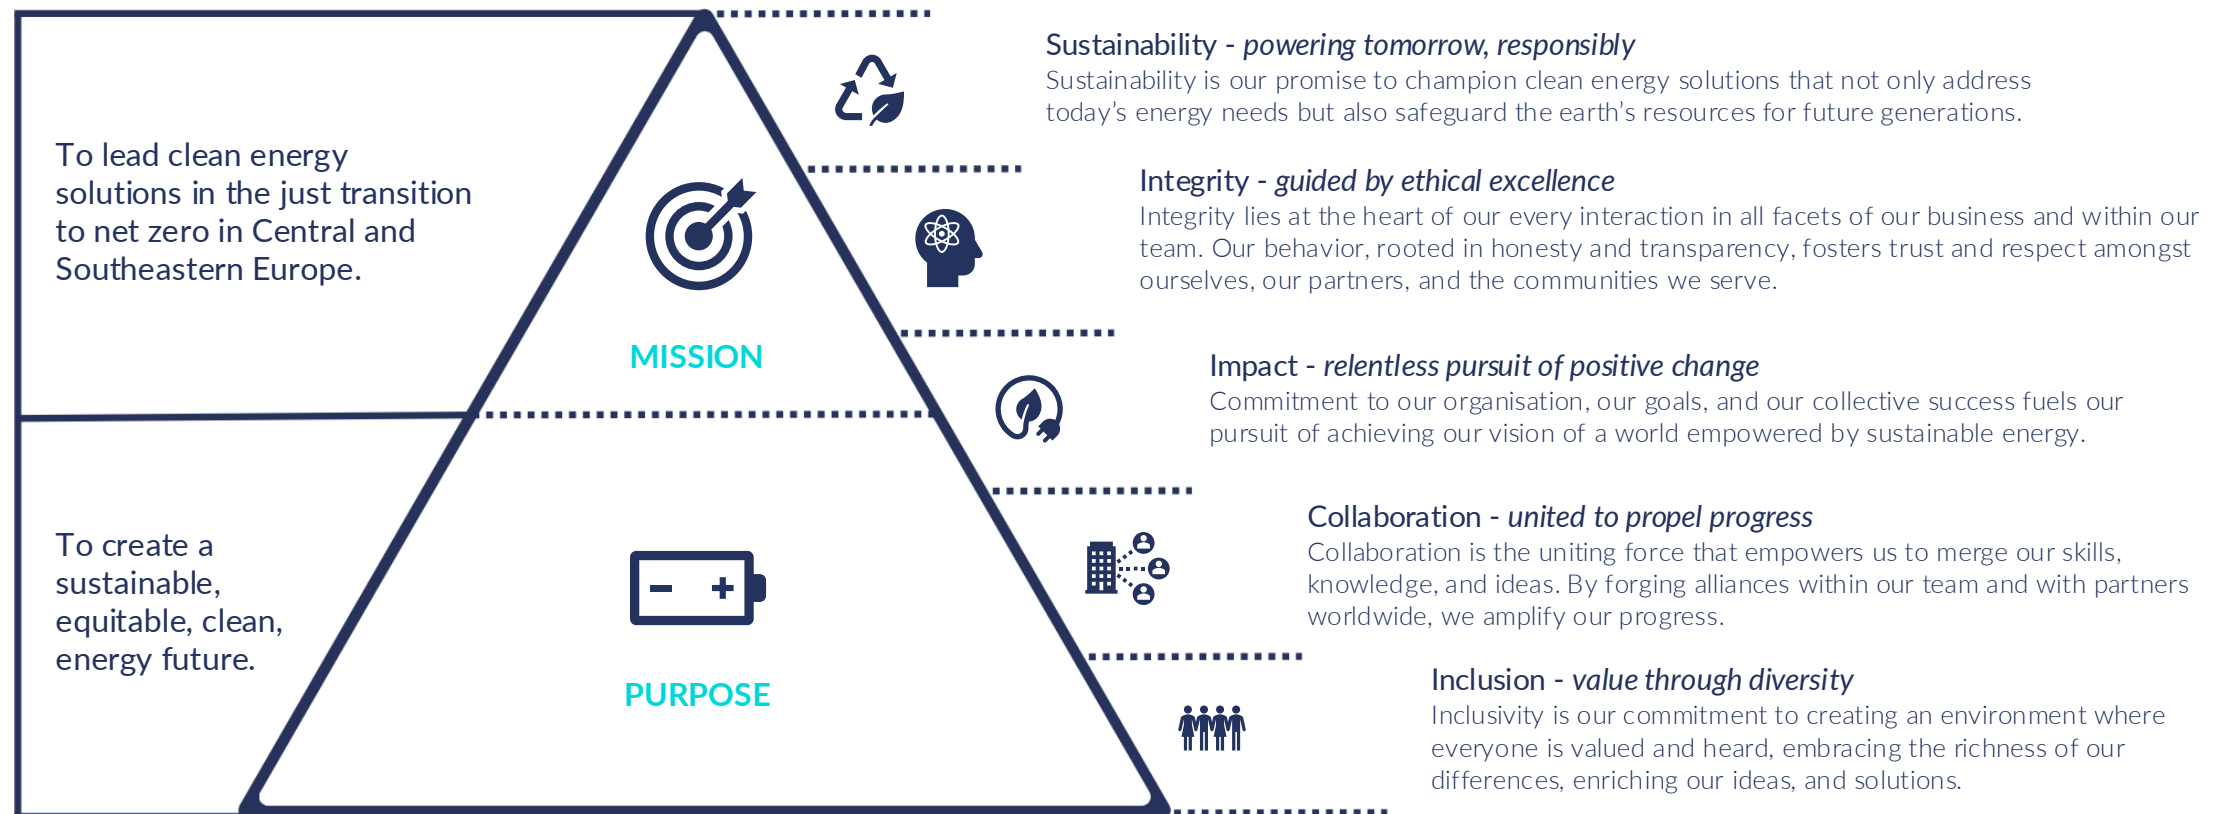 To lead clean energy
solutions in the just transition
to net zero in Central and
Southeastern Europe.
MISSION
To create a
sustainable,
equitable, clean,
energy future.
PURPOSE
Sustainability - powering tomorrow, responsibly
Sustainability is our promise to champion clean energy solutions that not only address
today’s energy needs but also safeguard the earth’s resources for future generations.
Integrity - guided by ethical excellence
Integrity lies at the heart of our every interaction in all facets of our business and within our
team. Our behavior, rooted in honesty and transparency, fosters trust and respect amongst
ourselves, our partners, and the communities we serve.
Impact - relentless pursuit of positive change
Commitment to our organisation, our goals, and our collective success fuels our
pursuit of achieving our vision of a world empowered by sustainable energy.
Collaboration - united to propel progress
Collaboration is the uniting force that empowers us to merge our skills,
knowledge, and ideas. By forging alliances within our team and with partners
worldwide, we amplify our progress.
Inclusion - value through diversity
Inclusivity is our commitment to creating an environment where
everyone is valued and heard, embracing the richness of our
differences, enriching our ideas, and solutions.